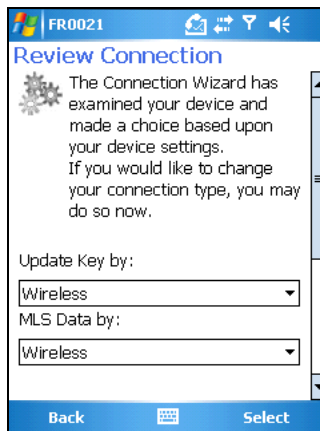 FR0021
Review Connection
The Connection Wizard has
examined your device and
made a choice based upon
your device settings.
If you would like to change
your connection type, you may
do so now.
Update Key by:
Wireless
MLS Data by:
Wireless
Back Select